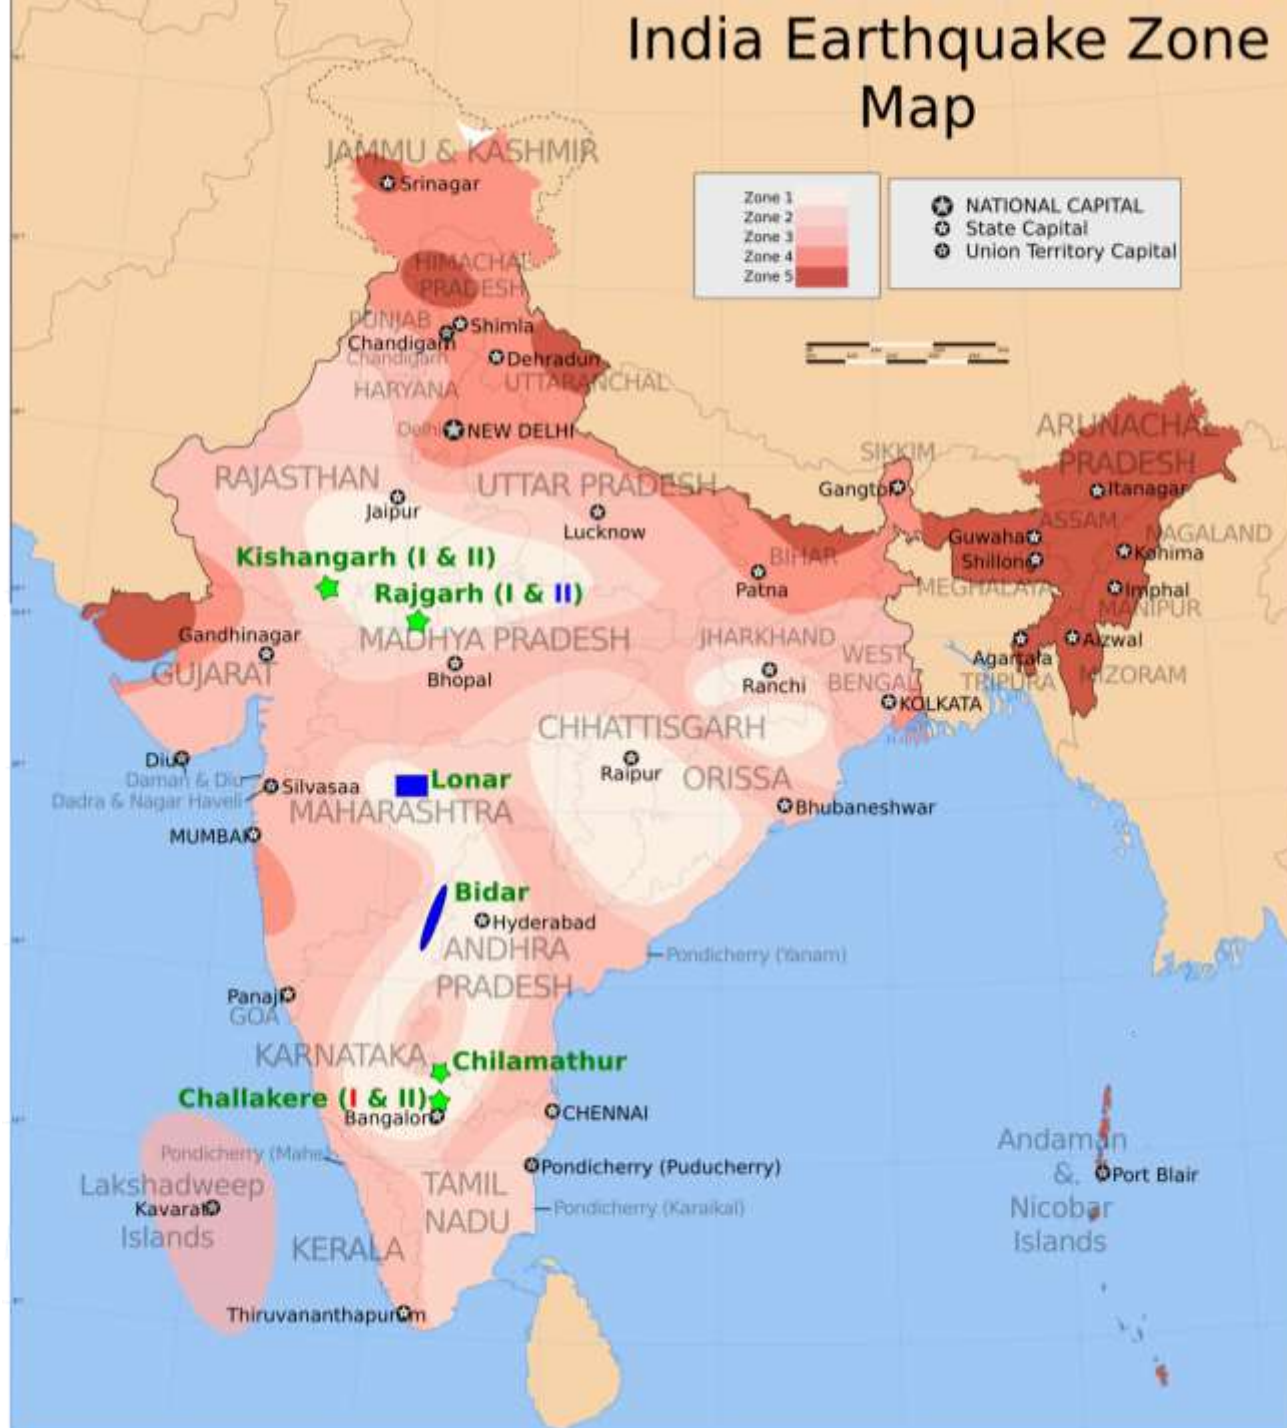 India Earthquake Zone
Map
JAMMU & KASHMIR
Srinagar
Zone 1
Zone 2
Zone 3
Zone 4
Zone 5
NATIONAL CAPITAL
State Capital
Union Territory Capital
HIMACHAL
PRADESH
PUNJAB
Shimla
Chandigarh
Chandigarh
Dehradun
UTTARANCHAL
HARYANA
Delhi
NEW DELHI
ARUNACHAL
PRADESH
SIKKIM
Gangtok
Itanagar
RAJASTHAN
UTTAR PRADESH
Jaipur
Lucknow
ASSAM
NAGALAND
Guwahati
Kohima
Shillong
Kishangarh (I & II)
BIHAR
Patna
MEGHALAYA
Imphal
MANIPUR
Rajgarh (I & II)
Gandhinagar
MADHYA PRADESH
JHARKHAND
Aizwal
Agartala
WEST
BENGAL
TRIPURA
MIZORAM
GUJARAT
Bhopal
Ranchi
KOLKATA
CHHATTISGARH
Diu
Daman & Diu
Dadra & Nagar Haveli
Silvasaa
Lonar
Raipur
ORISSA
MAHARASHTRA
Bhubaneshwar
MUMBAI
Bidar
Hyderabad
ANDHRA
PRADESH
Pondicherry (Yanam)
Panaji
GOA
KARNATAKA
Chilamathur
Challakere (I & II)
Bangalore
CHENNAI
Pondicherry (Mahe)
Pondicherry (Puducherry)
Lakshadweep
Kavarati
Islands
TAMIL
NADU
Pondicherry (Karaikal)
KERALA
Thiruvananthapuram
Andaman
&
Nicobar
Islands
Port Blair